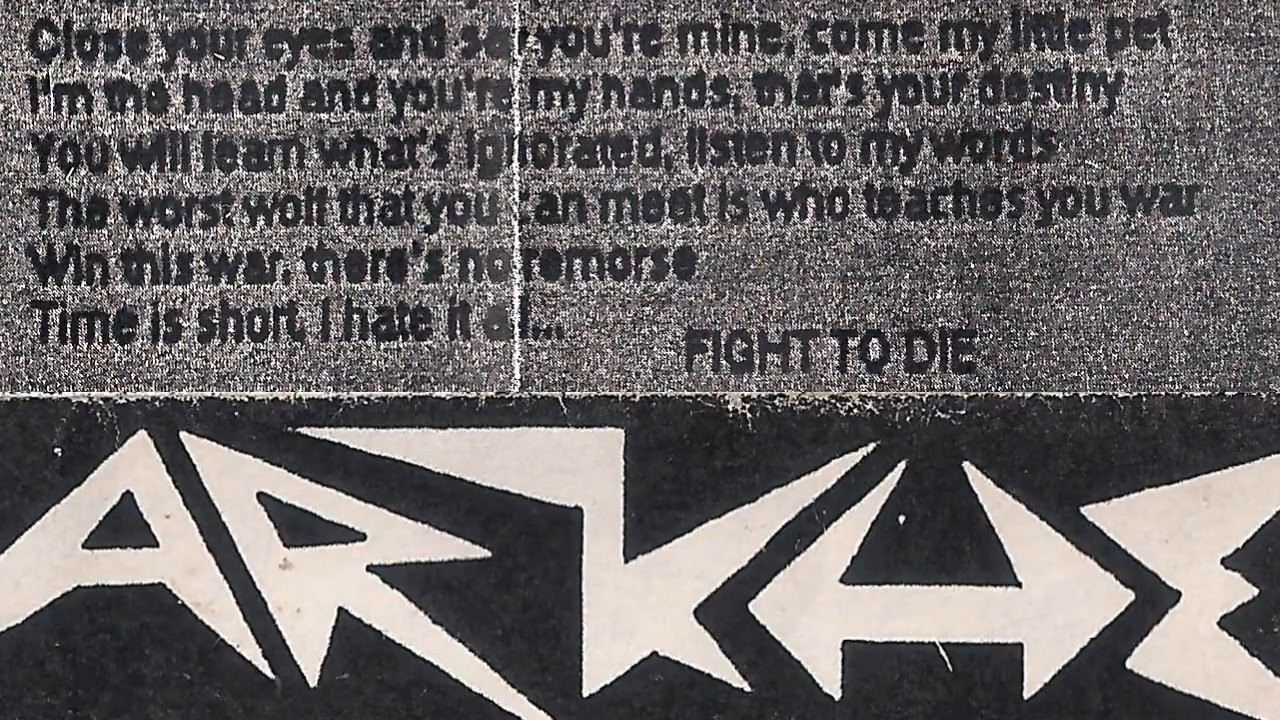 Close your eyes and say you're mine, come my little pet
I'm the head and you're my hands, that's your destiny
You will learn what's ignorated, listen to my words
The worst wolf that you can meet is who teaches you war
Win this war, there's no remorse
Time is short, I hate it all...
FIGHT TO DIE
ARKHE